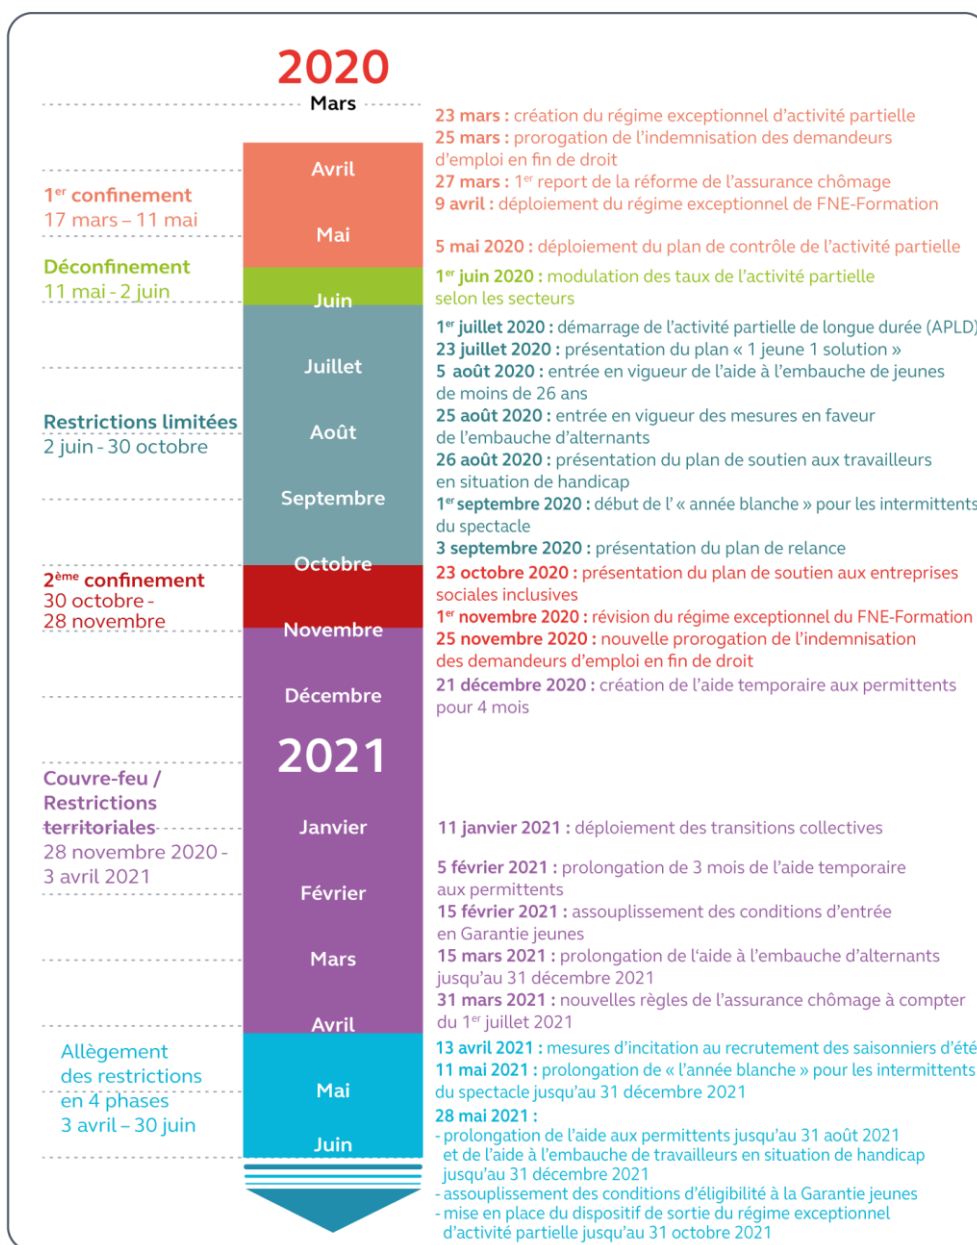 2020
Mars
Avril
Mai
Juin
Juillet
Août
Septembre
Octobre
Novembre
Décembre
2021
Janvier
Février
Mars
Avril
Mai
Juin
1er confinement
17 mars – 11 mai
Déconfinement
11 mai - 2 juin
Restrictions limitées
2 juin - 30 octobre
2ème confinement
30 octobre -
28 novembre
Couvre-feu /
Restrictions
territoriales
28 novembre 2020 -
3 avril 2021
Allègement
des restrictions
en 4 phases
3 avril – 30 juin
23 mars : création du régime exceptionnel d’activité partielle
25 mars : prorogation de l’indemnisation des demandeurs
d’emploi en fin de droit
27 mars : 1er report de la réforme de l’assurance chômage
9 avril : déploiement du régime exceptionnel de FNE-Formation
5 mai 2020 : déploiement du plan de contrôle de l’activité partielle
1er juin 2020 : modulation des taux de l’activité partielle
selon les secteurs
1er juillet 2020 : démarrage de l’activité partielle de longue durée (APLD)
23 juillet 2020 : présentation du plan « 1 jeune 1 solution »
5 août 2020 : entrée en vigueur de l’aide à l’embauche de jeunes
de moins de 26 ans
25 août 2020 : entrée en vigueur des mesures en faveur
de l’embauche d’alternants
26 août 2020 : présentation du plan de soutien aux travailleurs
en situation de handicap
1er septembre 2020 : début de l’ « année blanche » pour les intermittents
du spectacle
3 septembre 2020 : présentation du plan de relance
23 octobre 2020 : présentation du plan de soutien aux entreprises
sociales inclusives
1er novembre 2020 : révision du régime exceptionnel du FNE-Formation
25 novembre 2020 : nouvelle prorogation de l’indemnisation
des demandeurs d’emploi en fin de droit
21 décembre 2020 : création de l’aide temporaire aux permittents
pour 4 mois
11 janvier 2021 : déploiement des transitions collectives
5 février 2021 : prolongation de 3 mois de l’aide temporaire
aux permittents
15 février 2021 : assouplissement des conditions d’entrée
en Garantie jeunes
15 mars 2021 : prolongation de l‘aide à l’embauche d’alternants
jusqu’au 31 décembre 2021
31 mars 2021 : nouvelles règles de l’assurance chômage à compter
du 1er juillet 2021
13 avril 2021 : mesures d’incitation au recrutement des saisonniers d’été
11 mai 2021 : prolongation de « l’année blanche » pour les intermittents
du spectacle jusqu’au 31 décembre 2021
28 mai 2021 :
- prolongation de l’aide aux permittents jusqu’au 31 août 2021
et de l’aide à l’embauche de travailleurs en situation de handicap
jusqu’au 31 décembre 2021
- assouplissement des conditions d’éligibilité à la Garantie jeunes
- mise en place du dispositif de sortie du régime exceptionnel
d’activité partielle jusqu’au 31 octobre 2021